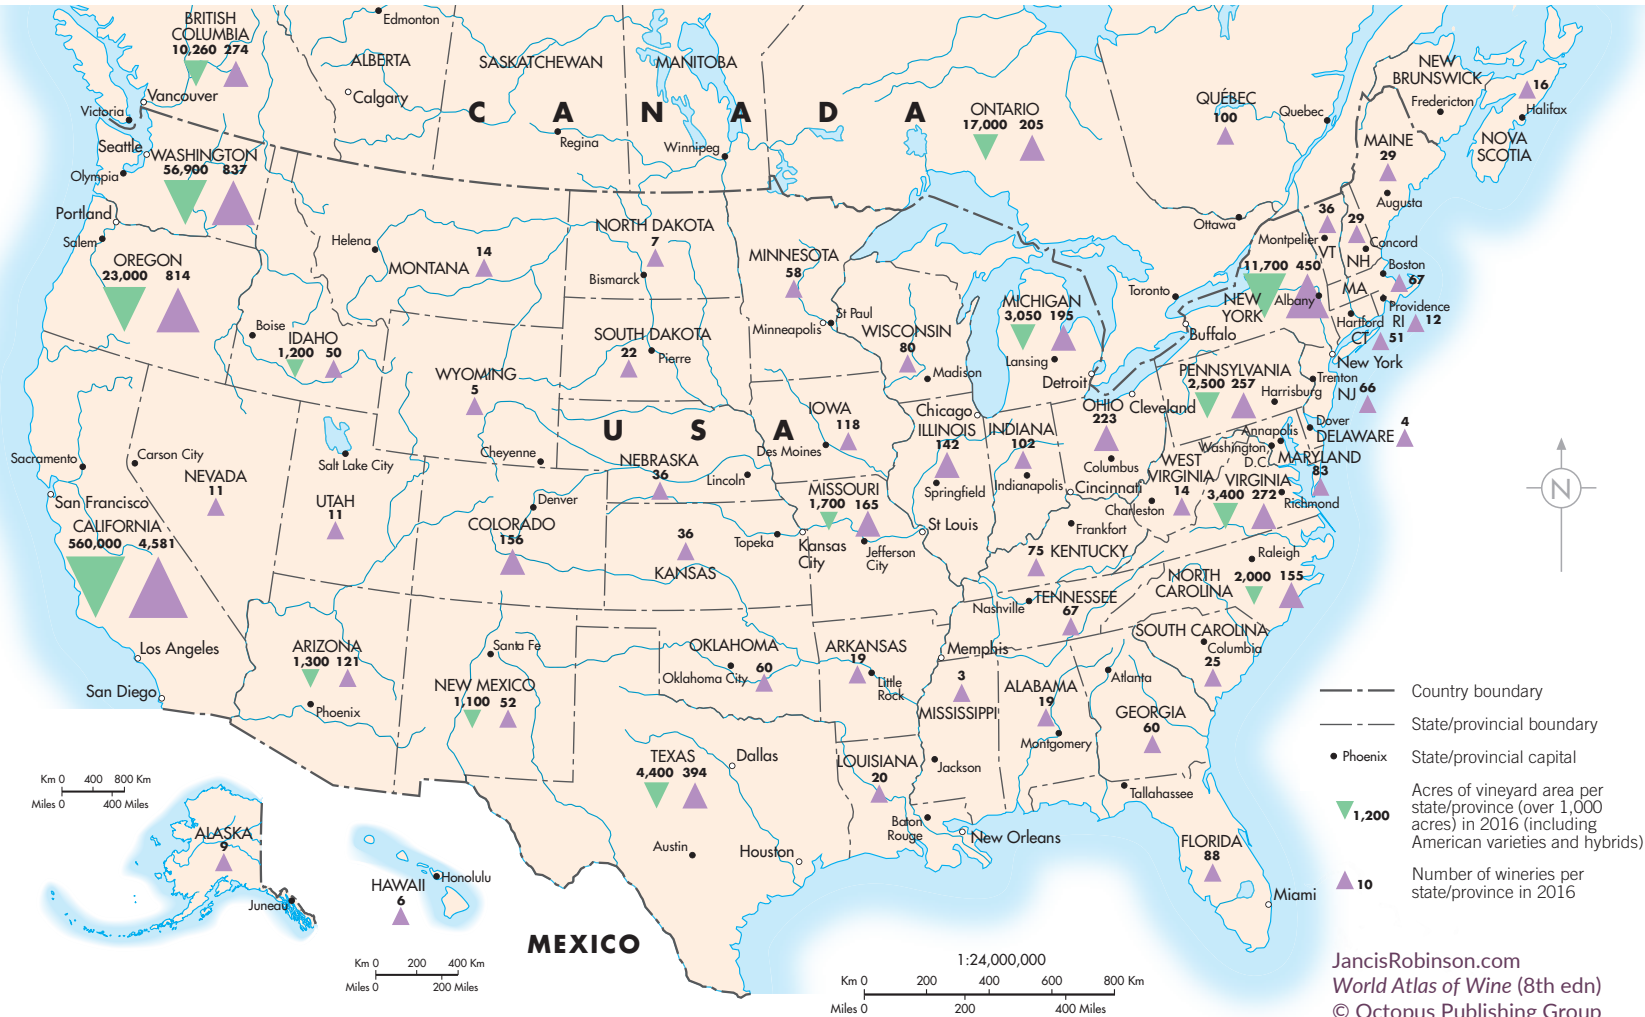 BRITISH
COLUMBIA
10,260 274
Edmonton
ALBERTA
Calgary
SASKATCHEWAN
MANITOBA
C A N A D A
Regina
Winnipeg
ONTARIO
17,000 205
QUÉBEC
100
Quebec
NEW
BRUNSWICK
Fredericton
16
Halifax
NOVA
SCOTIA
MAINE
29
Augusta
Vancouver
Victoria
Seattle
WASHINGTON
56,900 837
Olympia
Portland
Salem
OREGON
23,000 814
Helena
MONTANA
14
NORTH DAKOTA
7
Bismarck
MINNESOTA
58
St Paul
Minneapolis
SOUTH DAKOTA
22
Pierre
WISCONSIN
80
Madison
MICHIGAN
3,050 195
Lansing
Detroit
Toronto
Ottawa
36
29
Montpelier
VT
Concord
NH
Boston
67
11,700 450
NEW
YORK
Albany
MA
Providence
RI 12
Hartford
CT 51
Buffalo
New York
Boise
IDAHO
1,200 50
WYOMING
5
Cheyenne
IOWA
118
Des Moines
U S A
Chicago
ILLINOIS
142
Springfield
INDIANA
102
Indianapolis
OHIO
223
Cleveland
Columbus
Cincinnati
PENNSYLVANIA
2,500 257
Harrisburg
Trenton
NJ 66
Dover
DELAWARE
4
Annapolis
Washington,
D.C.
MARYLAND
83
WEST
VIRGINIA
14
Charleston
VIRGINIA
3,400 272
Richmond
Sacramento
Carson City
NEVADA
11
San Francisco
CALIFORNIA
560,000 4,581
Los Angeles
San Diego
Salt Lake City
UTAH
11
Denver
COLORADO
156
NEBRASKA
36
Lincoln
36
KANSAS
Topeka
MISSOURI
1,700 165
Kansas
City
Jefferson
City
St Louis
Frankfort
75 KENTUCKY
Nashville
TENNESSEE
67
Memphis
Raleigh
NORTH
CAROLINA
2,000 155
SOUTH CAROLINA
Columbia
25
ARIZONA
1,300 121
Phoenix
Santa Fe
NEW MEXICO
1,100 52
OKLAHOMA
60
Oklahoma City
ARKANSAS
19
Little
Rock
3
MISSISSIPPI
Jackson
ALABAMA
19
Montgomery
Atlanta
GEORGIA
60
Tallahassee
TEXAS
4,400 394
Dallas
Austin
Houston
LOUISIANA
20
Baton
Rouge
New Orleans
FLORIDA
88
Miami
Km 0 400 800 Km
Miles 0 400 Miles
ALASKA
9
Juneau
HAWAII
6
Honolulu
Km 0 200 400 Km
Miles 0 200 Miles
MEXICO
1:24,000,000
Km 0 200 400 600 800 Km
Miles 0 200 400 Miles
N
Country boundary
State/provincial boundary
Phoenix State/provincial capital
1,200
Acres of vineyard area per
state/province (over 1,000
acres) in 2016 (including
American varieties and hybrids)
10
Number of wineries per
state/province in 2016
JancisRobinson.com
World Atlas of Wine (8th edn)
© Octopus Publishing Group